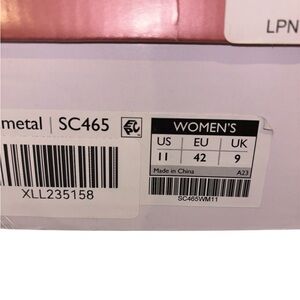 LPN
metal | SC465
XLL235158
WOMEN'S
US EU UK
11 42 9
Made in China A23
SC465WM11